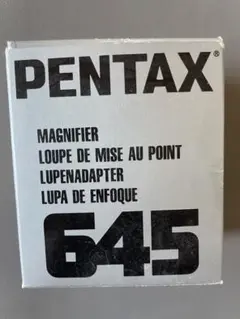 PENTAX®
MAGNIFIER
LOUPE DE MISE AU POINT
LUPENADAPTER
LUPA DE ENFOQUE
645